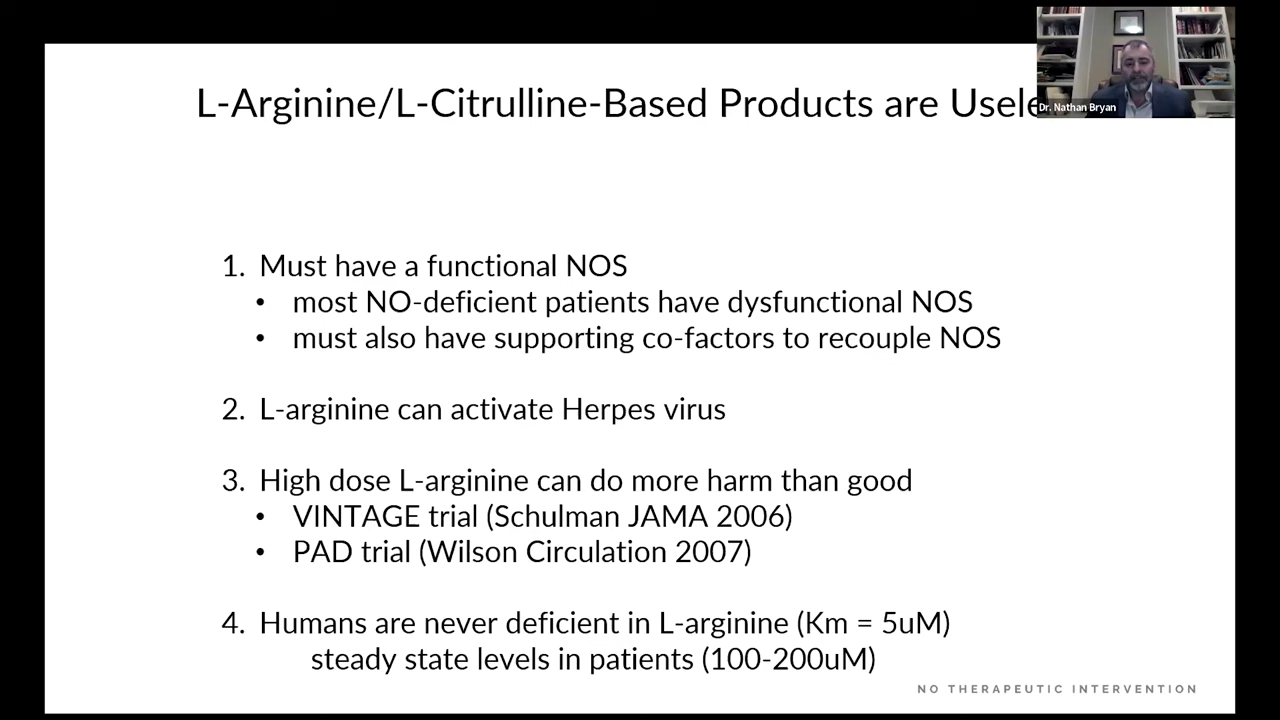 L-Arginine/L-Citrulline-Based Products are
Dr. Nathan Bryan
1. Must have a functional NOS
• most NO-deficient patients have dysfunctional NOS
• must also have supporting co-factors to recouple NOS
2. L-arginine can activate Herpes virus
3. High dose L-arginine can do more harm than good
• VINTAGE trial (Schulman JAMA 2006)
• PAD trial (Wilson Circulation 2007)
4. Humans are never deficient in L-arginine (Km = 5uM)
steady state levels in patients (100-200uM)
NO THERAPEUTIC INTERVENTION